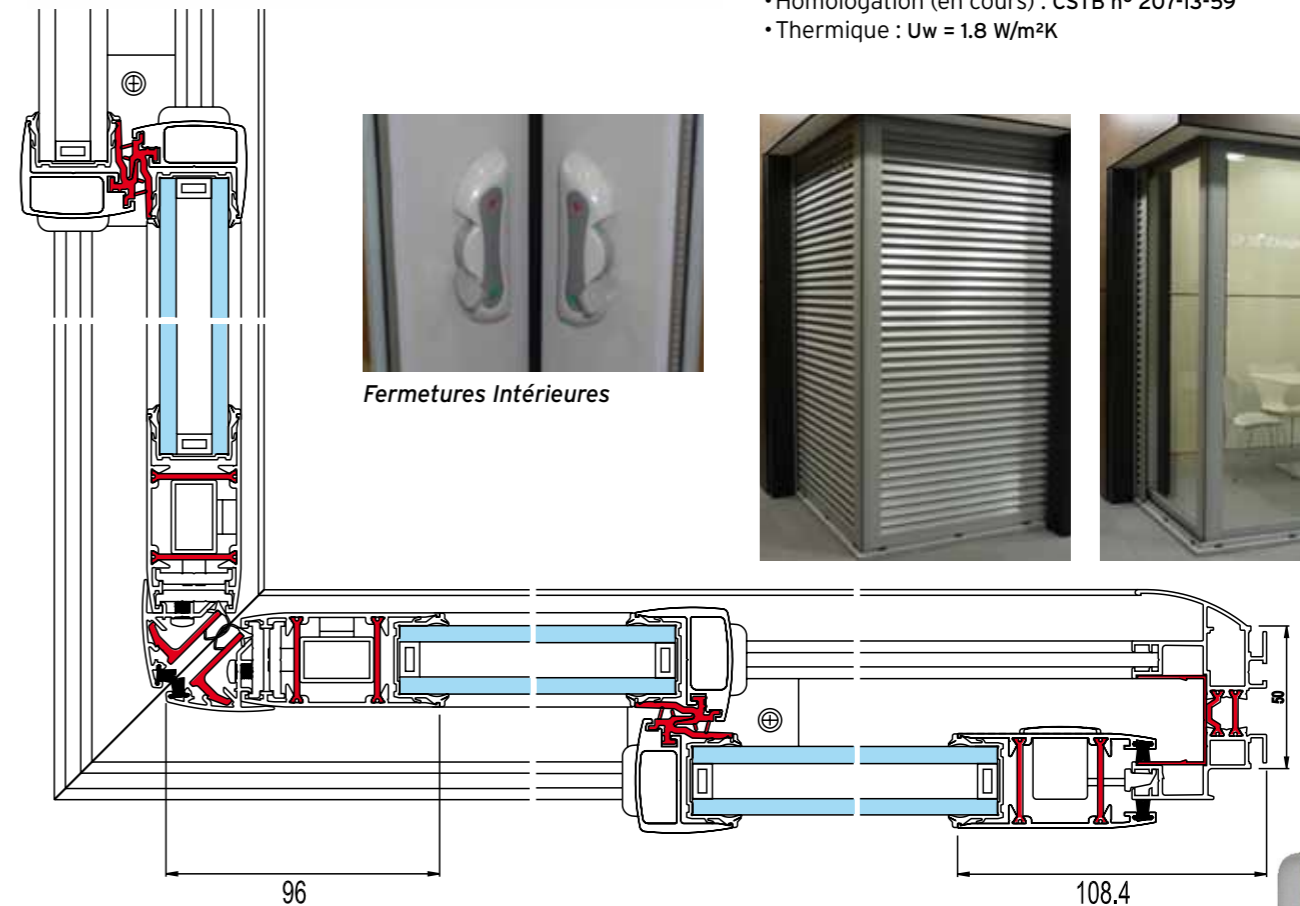 • Homologation (en cours) : CSTB n° 207-13-59
• Thermique : Uw = 1.8 W/m²K
Fermetures Intérieures
50
96
108.4